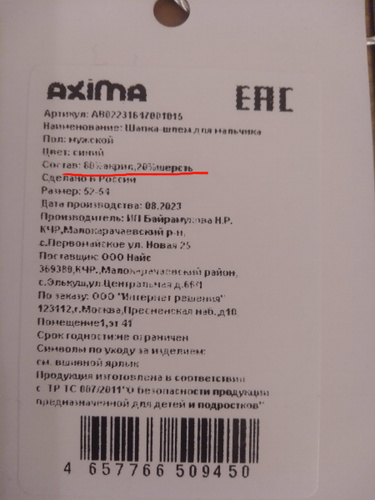 AXIMA
EAC
Артикул: AB02231647001015
Наименование: Шапка-шлем для мальчика
Пол: мужской
Цвет: синий
Состав: 80%акрил,20%шерсть
Сделано в России
Размер: 52-54
Дата производства: 08.2023
Производитель: ИП Байрамукова Н.Р.
КЧР,Малокарачаевский р-н,
с.Первомайское ул. Новая 25
Поставщик: ООО Найс
369380,КЧР.,Малокарачаевский район,
с.Элькуш,ул.Центральная д.66/1
По заказу: ООО "Интернет решения"
123112,г.Москва,Пресненская наб.,д10
Помещение1,эт 41
Срок годности:не ограничен
Символы по уходу за изделием:
см. вшивной ярлык
Продукция изготовлена в соответствии
с ТР ТС 007/2011"О безопасности продукции
предназначенной для детей и подростков"
4 657766 509450